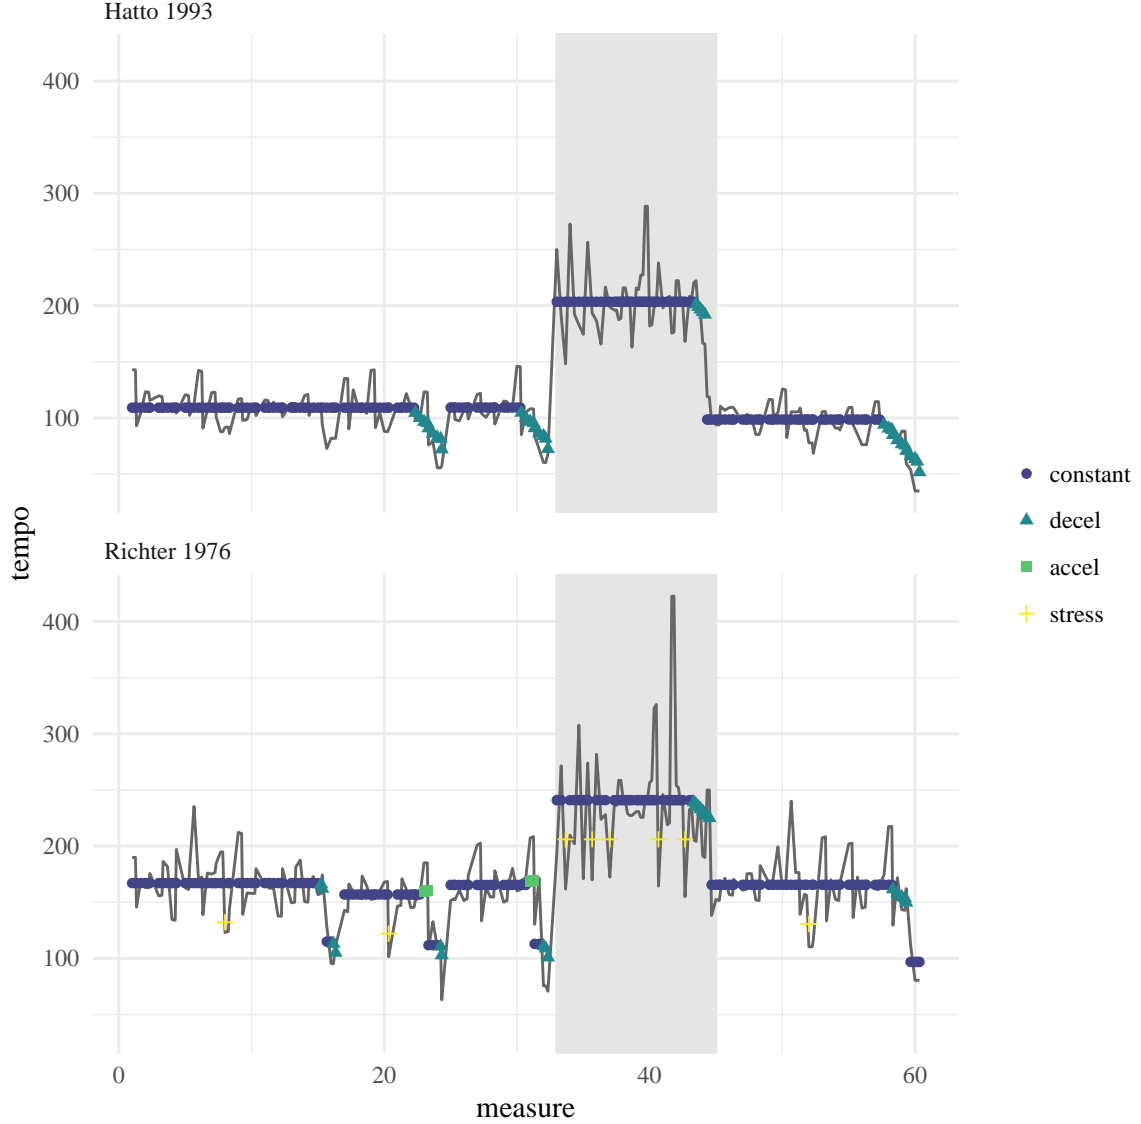 Hatto 1993
400
300
200
100
Richter 1976
400
300
200
100
0 20 40 60
measure
tempo
constant
decel
accel
stress